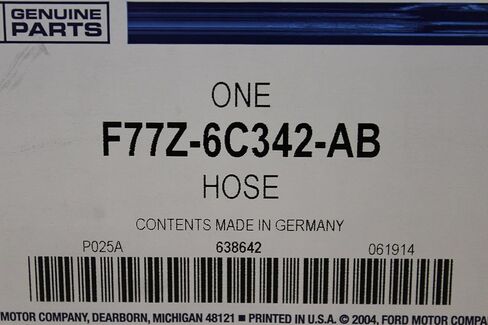 GENUINE
PARTS
ONE
F77Z-6C342-AB
HOSE
CONTENTS MADE IN GERMANY
P025A 638642 061914
MOTOR COMPANY, DEARBORN, MICHIGAN 48121 ▪ PRINTED IN U.S.A. © 2004, FORD MOTOR COMPA